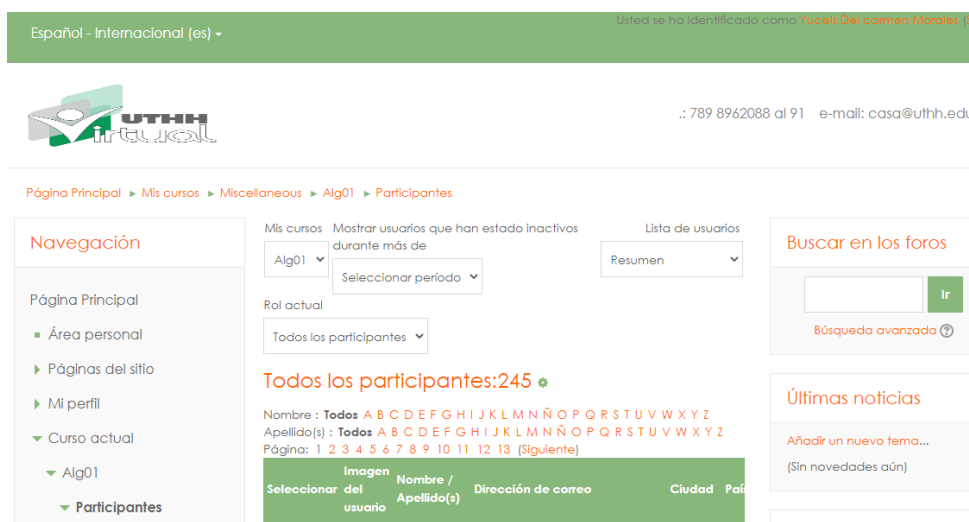 Usted se ha identificado como Yuceis Del carmen Morales (
Español - Internacional (es)
UTHH
Virtual
.: 789 8962088 al 91 e-mail: casa@uthh.edu
Página Principal ► Mis cursos ► Miscellaneous ► Alg01 ► Participantes
Navegación
Página Principal
Área personal
Páginas del sitio
Mi perfil
Curso actual
Alg01
Participantes
Mis cursos
Alg01
Mostrar usuarios que han estado inactivos
durante más de
Seleccionar período
Lista de usuarios
Resumen
Rol actual
Todos los participantes
Todos los participantes:245
Nombre : Todos A B C D E F G H I J K L M N Ñ O P Q R S T U V W X Y Z
Apellido(s) : Todos A B C D E F G H I J K L M N Ñ O P Q R S T U V W X Y Z
Página: 1 2 3 4 5 6 7 8 9 10 11 12 13 (Siguiente)
Seleccionar
Imagen
del
usuario
Nombre /
Apellido(s)
Dirección de correo
Ciudad
País
Buscar en los foros
Ir
Búsqueda avanzada
Últimas noticias
Añadir un nuevo tema...
(Sin novedades aún)